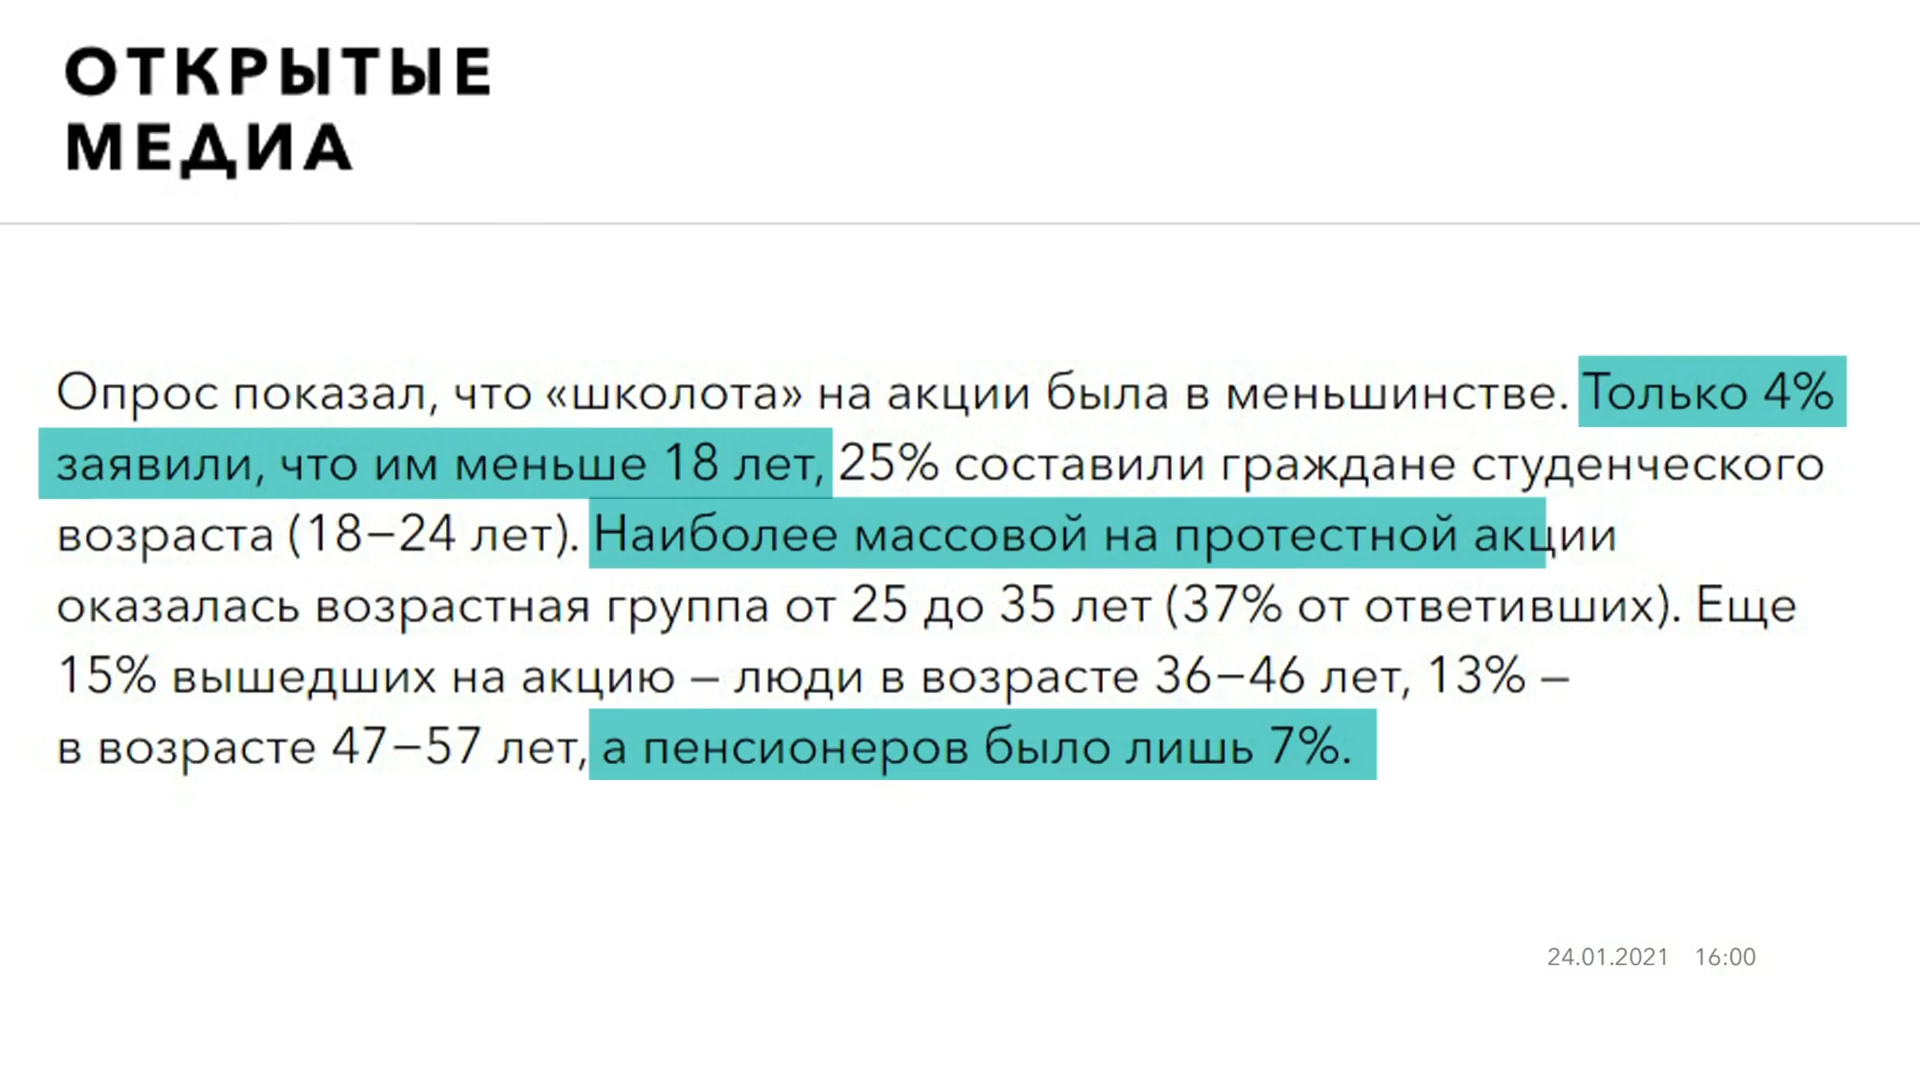 ОТКРЫТЫЕ
МЕДИА
Опрос показал, что «школота» на акции была в меньшинстве. Только 4%
заявили, что им меньше 18 лет, 25% составили граждане студенческого
возраста (18–24 лет). Наиболее массовой на протестной акции
оказалась возрастная группа от 25 до 35 лет (37% от ответивших). Еще
15% вышедших на акцию – люди в возрасте 36–46 лет, 13% –
в возрасте 47–57 лет, а пенсионеров было лишь 7%.
24.01.2021 16:00